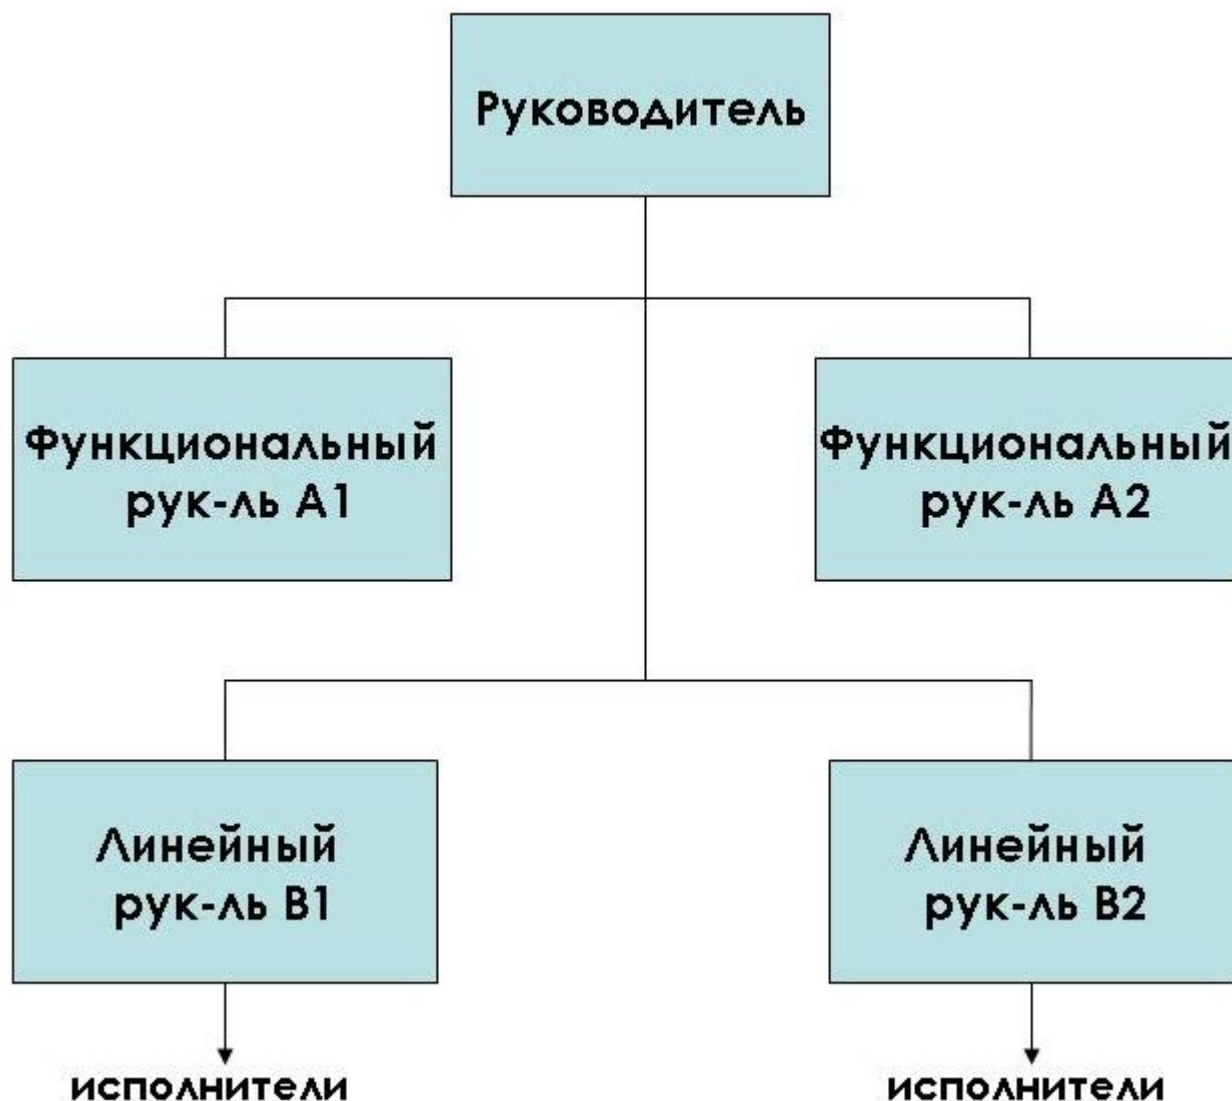 Руководитель
Функциональный
рук-ль А1
Функциональный
рук-ль А2
Линейный
рук-ль В1
Линейный
рук-ль В2
исполнители
исполнители